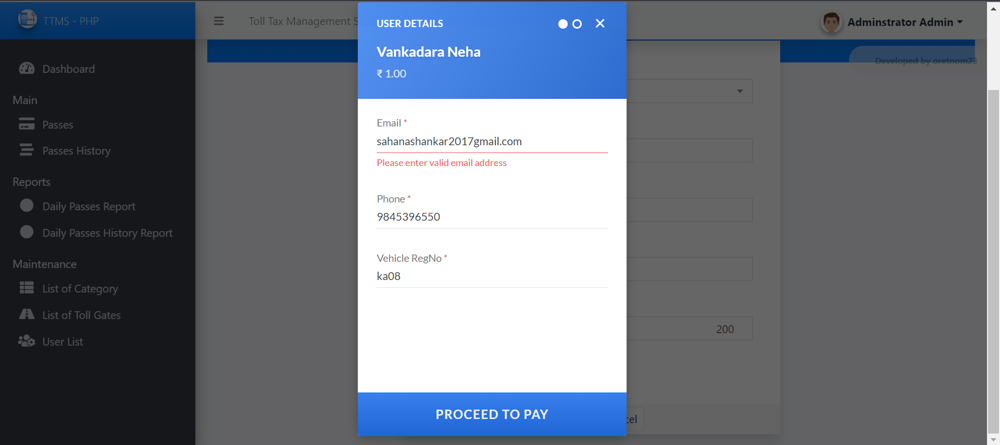 TTMS - PHP
Toll Tax Management S
Adminstrator Admin
Developed by oretnom23
Dashboard
Main
Passes
Passes History
Reports
Daily Passes Report
Daily Passes History Report
Maintenance
List of Category
List of Toll Gates
User List
USER DETAILS
Vankadara Neha
₹ 1.00
Email *
sahanashankar2017gmail.com
Please enter valid email address
Phone *
9845396550
Vehicle RegNo *
ka08
200
cel
PROCEED TO PAY